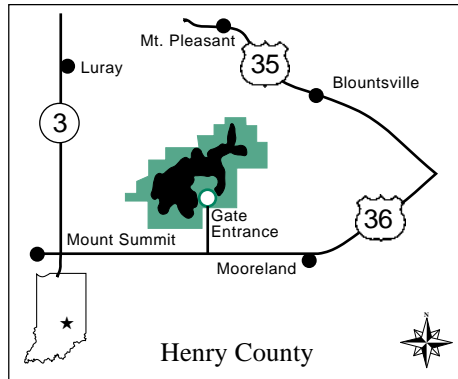 Mt. Pleasant
35
Luray
Blountsville
3
Gate
Entrance
36
Mount Summit
Mooreland
Henry County